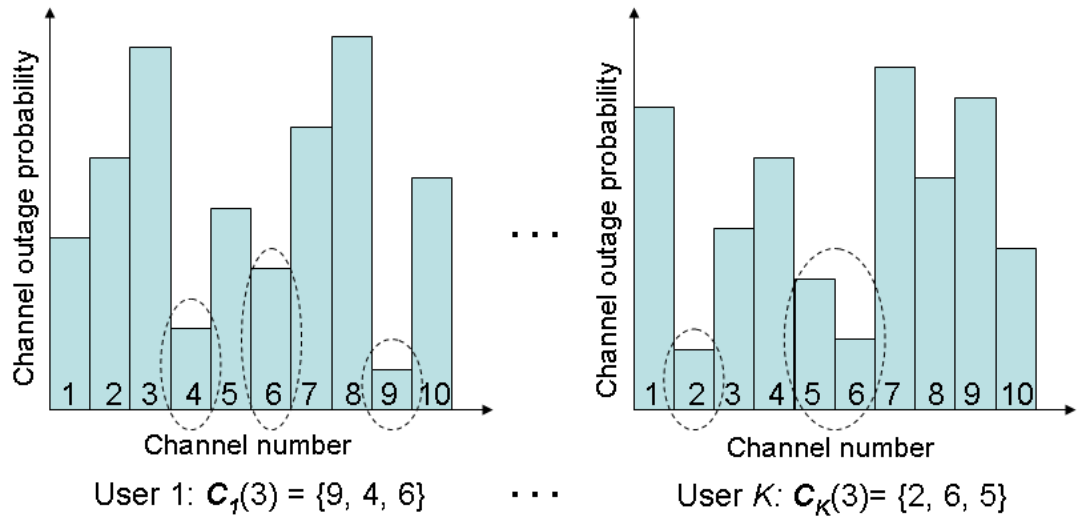 Channel outage probability
1 2 3 4 5 6 7 8 9 10
Channel number
User 1: C1(3) = {9, 4, 6}
. . .
Channel outage probability
1 2 3 4 5 6 7 8 9 10
Channel number
. . .
User K: CK(3)= {2, 6, 5}